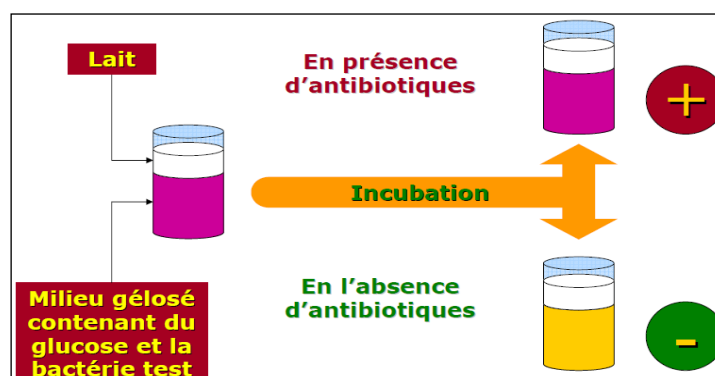 Lait
En présence
d’antibiotiques
+
Incubation
Milieu gélosé
contenant du
glucose et la
bactérie test
En l’absence
d’antibiotiques
-